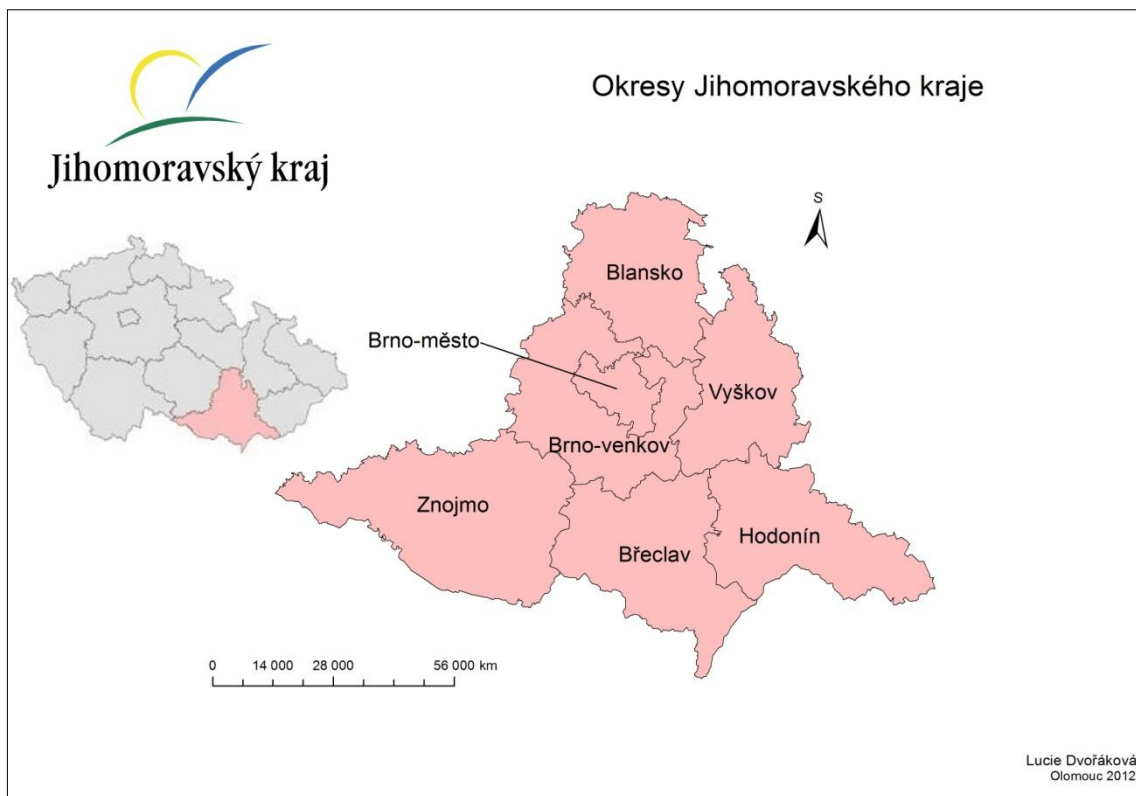 Okresy Jihomoravského kraje
Jihomoravský kraj
S
Blansko
Brno-město
Vyškov
Brno-venkov
Znojmo
Hodonín
Břeclav
0 14 000 28 000 56 000 km
Lucie Dvořáková
Olomouc 2012